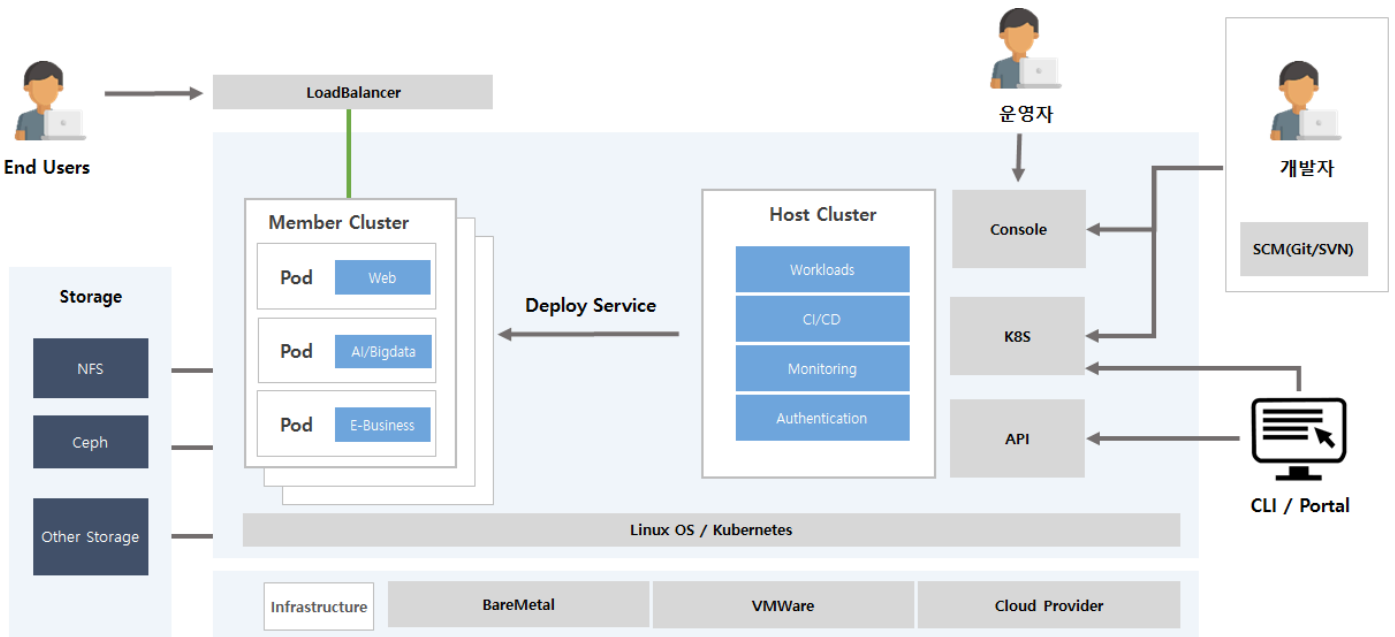 End Users
LoadBalancer
운영자
개발자
SCM(Git/SVN)
Storage
NFS
Ceph
Other Storage
Member Cluster
Pod
Web
Pod
AI/Bigdata
Pod
E-Business
Deploy Service
Host Cluster
Workloads
CI/CD
Monitoring
Authentication
Console
K8S
API
CLI / Portal
Linux OS / Kubernetes
Infrastructure
BareMetal
VMWare
Cloud Provider